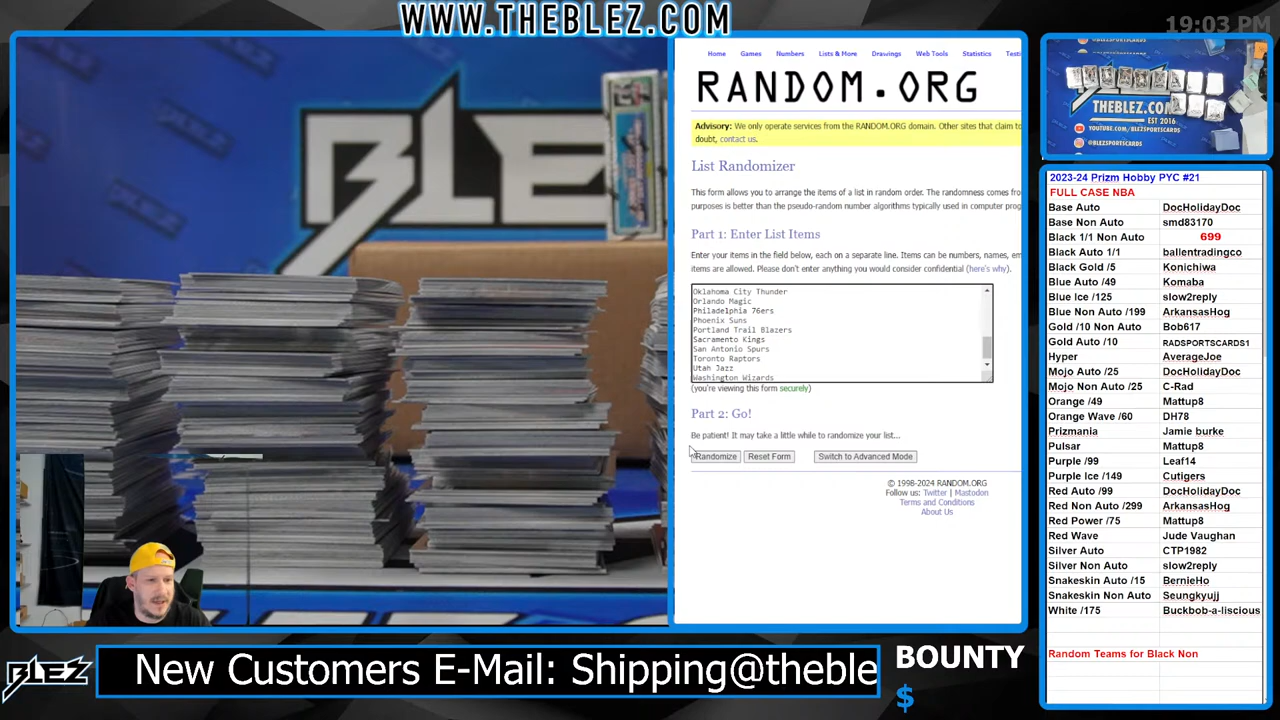 WWW.THEBLEZ.COM
19:03 PM
BLEZ
Home Games Numbers Lists & More Drawings Web Tools Statistics Testi
RANDOM.ORG
Advisory: We only operate services from the RANDOM.ORG domain. Other sites that claim to
doubt, contact us.
List Randomizer
This form allows you to arrange the items of a list in random order. The randomness comes fro
purposes is better than the pseudo-random number algorithms typically used in computer prog
Part 1: Enter List Items
Enter your items in the field below, each on a separate line. Items can be numbers, names, em
items are allowed. Please don't enter anything you would consider confidential (here's why).
Oklahoma City Thunder
Orlando Magic
Philadelphia 76ers
Phoenix Suns
Portland Trail Blazers
Sacramento Kings
San Antonio Spurs
Toronto Raptors
Utah Jazz
Washington Wizards
(you're viewing this form securely)
Part 2: Go!
Be patient! It may take a little while to randomize your list...
Randomize Reset Form Switch to Advanced Mode
© 1998-2024 RANDOM.ORG
Follow us: Twitter | Mastodon
Terms and Conditions
About Us
THEBLEZ.COM
EST 2016
YOUTUBE.COM/BLEZSPORTSCARDS
@BLEZSPORTSCARDS
2023-24 Prizm Hobby PYC #21
FULL CASE NBA
Base Auto DocHolidayDoc
Base Non Auto smd83170
Black 1/1 Non Auto 699
Black Auto 1/1 ballentradingco
Black Gold /5 Konichiwa
Blue Auto /49 Komaba
Blue Ice /125 slow2reply
Blue Non Auto /199 ArkansasHog
Gold /10 Non Auto Bob617
Gold Auto /10 RADSPORTSCARDS1
Hyper AverageJoe
Mojo Auto /25 DocHolidayDoc
Mojo Non Auto /25 C-Rad
Orange /49 Mattup8
Orange Wave /60 DH78
Prizmania Jamie burke
Pulsar Mattup8
Purple /99 Leaf14
Purple Ice /149 Cutigers
Red Auto /99 DocHolidayDoc
Red Non Auto /299 ArkansasHog
Red Power /75 Mattup8
Red Wave Jude Vaughan
Silver Auto CTP1982
Silver Non Auto slow2reply
Snakeskin Auto /15 BernieHo
Snakeskin Non Auto Seungkyujj
White /175 Buckbob-a-liscious
Random Teams for Black Non
BLEZ
New Customers E-Mail: Shipping@theble
BOUNTY
$